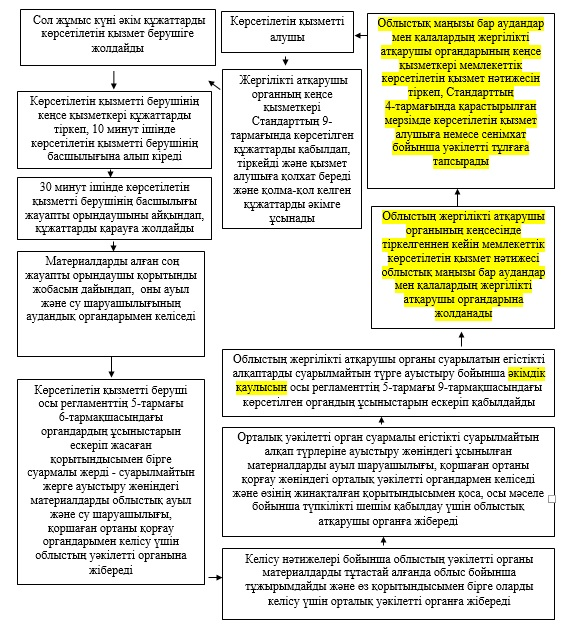 Сол жұмыс күні әкім құжаттарды
көрсетілетін қызмет берушіге
жолдайды
Көрсетілетін қызметті
алушы
Облыстық маңызы бар аудандар
мен қалалардың жергілікті
атқарушы органдарының кеңсе
қызметкері мемлекеттік
көрсетілетін қызмет нәтижесін
тіркеп, Стандарттың
4-тармағында қарастырылған
мерзімде көрсетілетін қызмет
алушыға немесе сенімхат
бойынша уәкілетті тұлғаға
тапсырады
Көрсетілетін қызметті берушінің
кеңсе қызметкері құжаттарды
тіркеп, 10 минут ішінде
көрсетілетін қызметті берушінің
басшылығына алып кіреді
Жергілікті атқарушы
органның кеңсе
қызметкері
Стандарттың 9-
тармағында көрсетілген
құжаттарды қабылдап,
тіркейді және қызмет
алушыға қолхат береді
және қолма-қол келген
құжаттарды әкімге
ұсынады
30 минут ішінде көрсетілетін
қызметті берушінің басшылығы
жауапты орындаушыны айқындап,
құжаттарды қарауға жолдайды
Облыстың жергілікті атқарушы
органының кеңсесінде
тіркелгеннен кейін мемлекеттік
көрсетілетін қызмет нәтижесі
облыстық маңызы бар аудандар
мен қалалардың жергілікті
атқарушы органдарына
жолданады
Материалдарды алған соң
жауапты орындаушы қорытынды
жобасын дайындап, оны ауыл
және су шаруашылығының
аудандық органдарымен келіседі
Облыстың жергілікті атқарушы органы суарылатын егістікті
алқаптарды суарылмайтын түрге ауыстыру бойынша әкімдік
қаулысын осы регламенттің 5-тармағы 9-тармақшасындағы
көрсетілген органдың ұсыныстарын ескеріп қабылдайды
Көрсетілетін қызметті беруші
осы регламенттің 5-тармағы
6-тармақшасындағы
органдардың ұсыныстарын
ескеріп жасаған
қорытындысымен бірге
суармалы жерді - суарылмайтын
жерге ауыстыру жөніндегі
материалдарды облыстық ауыл
және су шаруашылығы,
қоршаған ортаны қорғау
органдарымен келісу үшін
облыстың уәкілетті органына
жібереді
Орталық уәкілетті орган суармалы егістікті суарылмайтын
алқап түрлеріне ауыстыру жөніндегі ұсынылған
материалдарды ауыл шаруашылығы, қоршаған ортаны
қорғау жөніндегі орталық уәкілетті органдармен келіседі
және өзінің жинақталған қорытындысымен қоса, осы мәселе
бойынша түпкілікті шешім қабылдау үшін облыстық
атқарушы органға жібереді
Келісу нәтижелері бойынша облыстың уәкілетті органы
материалдарды тұтастай алғанда облыс бойынша
тұжырымдайды және өз қорытындысымен бірге оларды
келісу үшін орталық уәкілетті органға жібереді